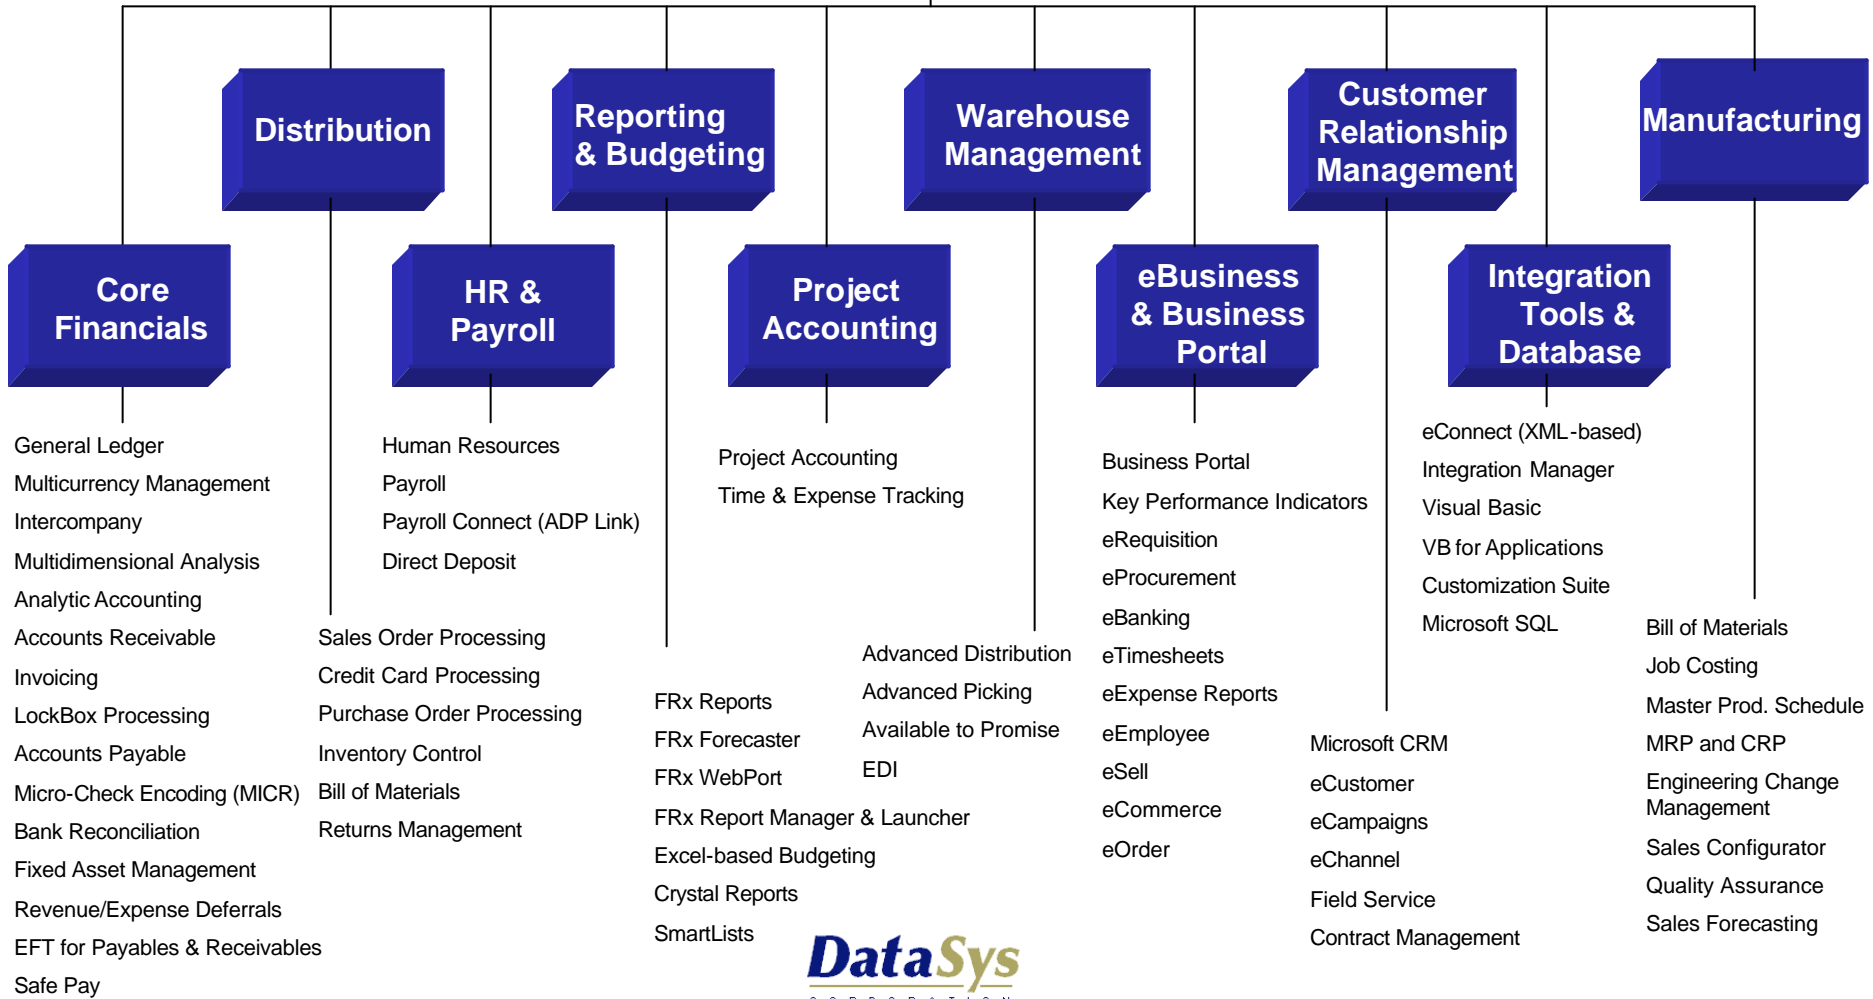 Distribution
Reporting
& Budgeting
Warehouse
Management
Customer
Relationship
Management
Manufacturing
Core
Financials
HR &
Payroll
Project
Accounting
eBusiness
& Business
Portal
Integration
Tools &
Database
General Ledger
Multicurrency Management
Intercompany
Multidimensional Analysis
Analytic Accounting
Accounts Receivable
Invoicing
LockBox Processing
Accounts Payable
Micro-Check Encoding (MICR)
Bank Reconciliation
Fixed Asset Management
Revenue/Expense Deferrals
EFT for Payables & Receivables
Safe Pay
Sales Order Processing
Credit Card Processing
Purchase Order Processing
Inventory Control
Bill of Materials
Returns Management
Human Resources
Payroll
Payroll Connect (ADP Link)
Direct Deposit
FRx Reports
FRx Forecaster
FRx WebPort
FRx Report Manager & Launcher
Excel-based Budgeting
Crystal Reports
SmartLists
Project Accounting
Time & Expense Tracking
Advanced Distribution
Advanced Picking
Available to Promise
EDI
Business Portal
Key Performance Indicators
eRequisition
eProcurement
eBanking
eTimesheets
eExpense Reports
eEmployee
eSell
eCommerce
eOrder
Microsoft CRM
eCustomer
eCampaigns
eChannel
Field Service
Contract Management
eConnect (XML-based)
Integration Manager
Visual Basic
VB for Applications
Customization Suite
Microsoft SQL
Bill of Materials
Job Costing
Master Prod. Schedule
MRP and CRP
Engineering Change
Management
Sales Configurator
Quality Assurance
Sales Forecasting
DataSys